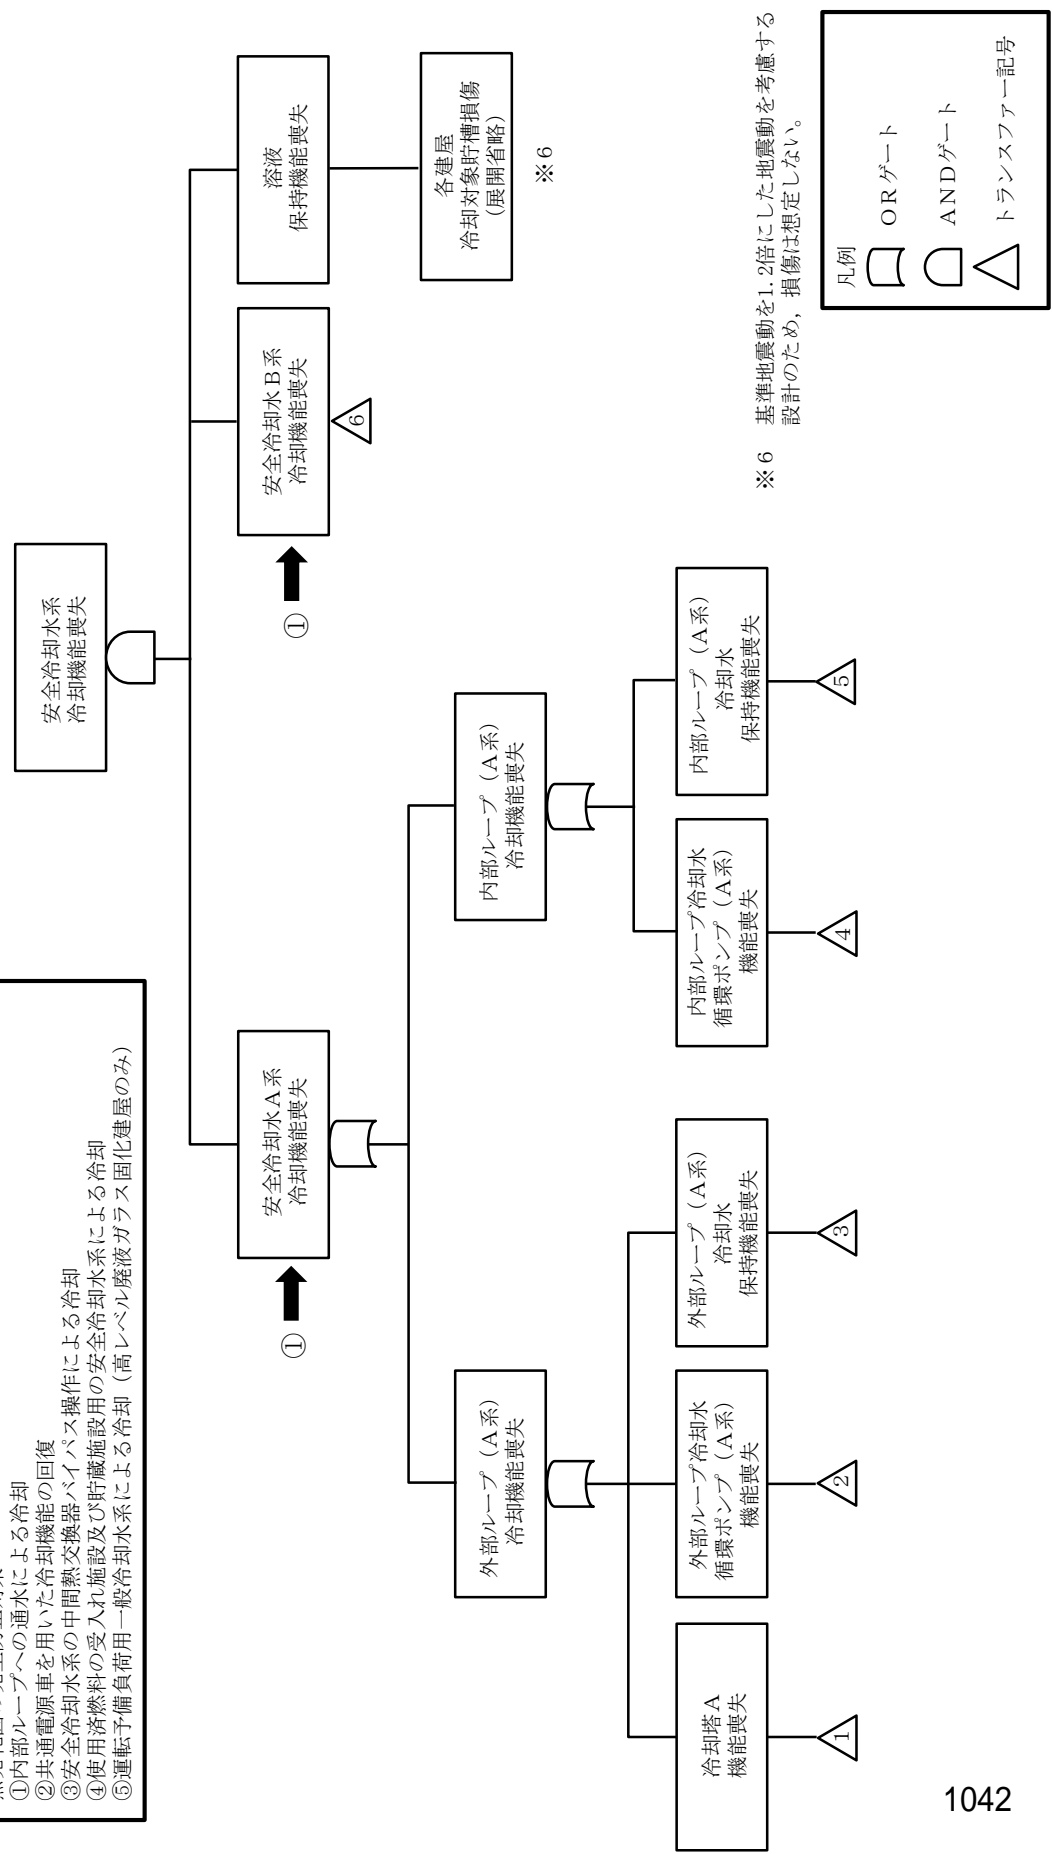 ①内部ループへの通水による冷却
②共通電源車を用いた冷却機能の回復
③安全冷却水系の中間熱交換器バイパス操作による冷却
④使用済燃料の受入れ施設及び貯蔵施設用の安全冷却水系による冷却
⑤運転予備負荷用一般冷却水系による冷却（高レベル廃液ガラス固化建屋のみ）
安全冷却水系
冷却機能喪失
①
安全冷却水A系
冷却機能喪失
①
安全冷却水B系
冷却機能喪失
6
溶液
保持機能喪失
各建屋
冷却対象貯槽損傷
(展開省略)
※6
外部ループ（A系）
冷却機能喪失
内部ループ（A系）
冷却機能喪失
冷却塔A
機能喪失
1
外部ループ冷却水
循環ポンプ（A系）
機能喪失
2
外部ループ（A系）
冷却水
保持機能喪失
3
内部ループ冷却水
循環ポンプ（A系）
機能喪失
4
内部ループ（A系）
冷却水
保持機能喪失
5
※6 基準地震動を1.2倍にした地震動を考慮する
設計のため，損傷は想定しない。
凡例
ORゲート
ANDゲート
トランスファー記号
1042